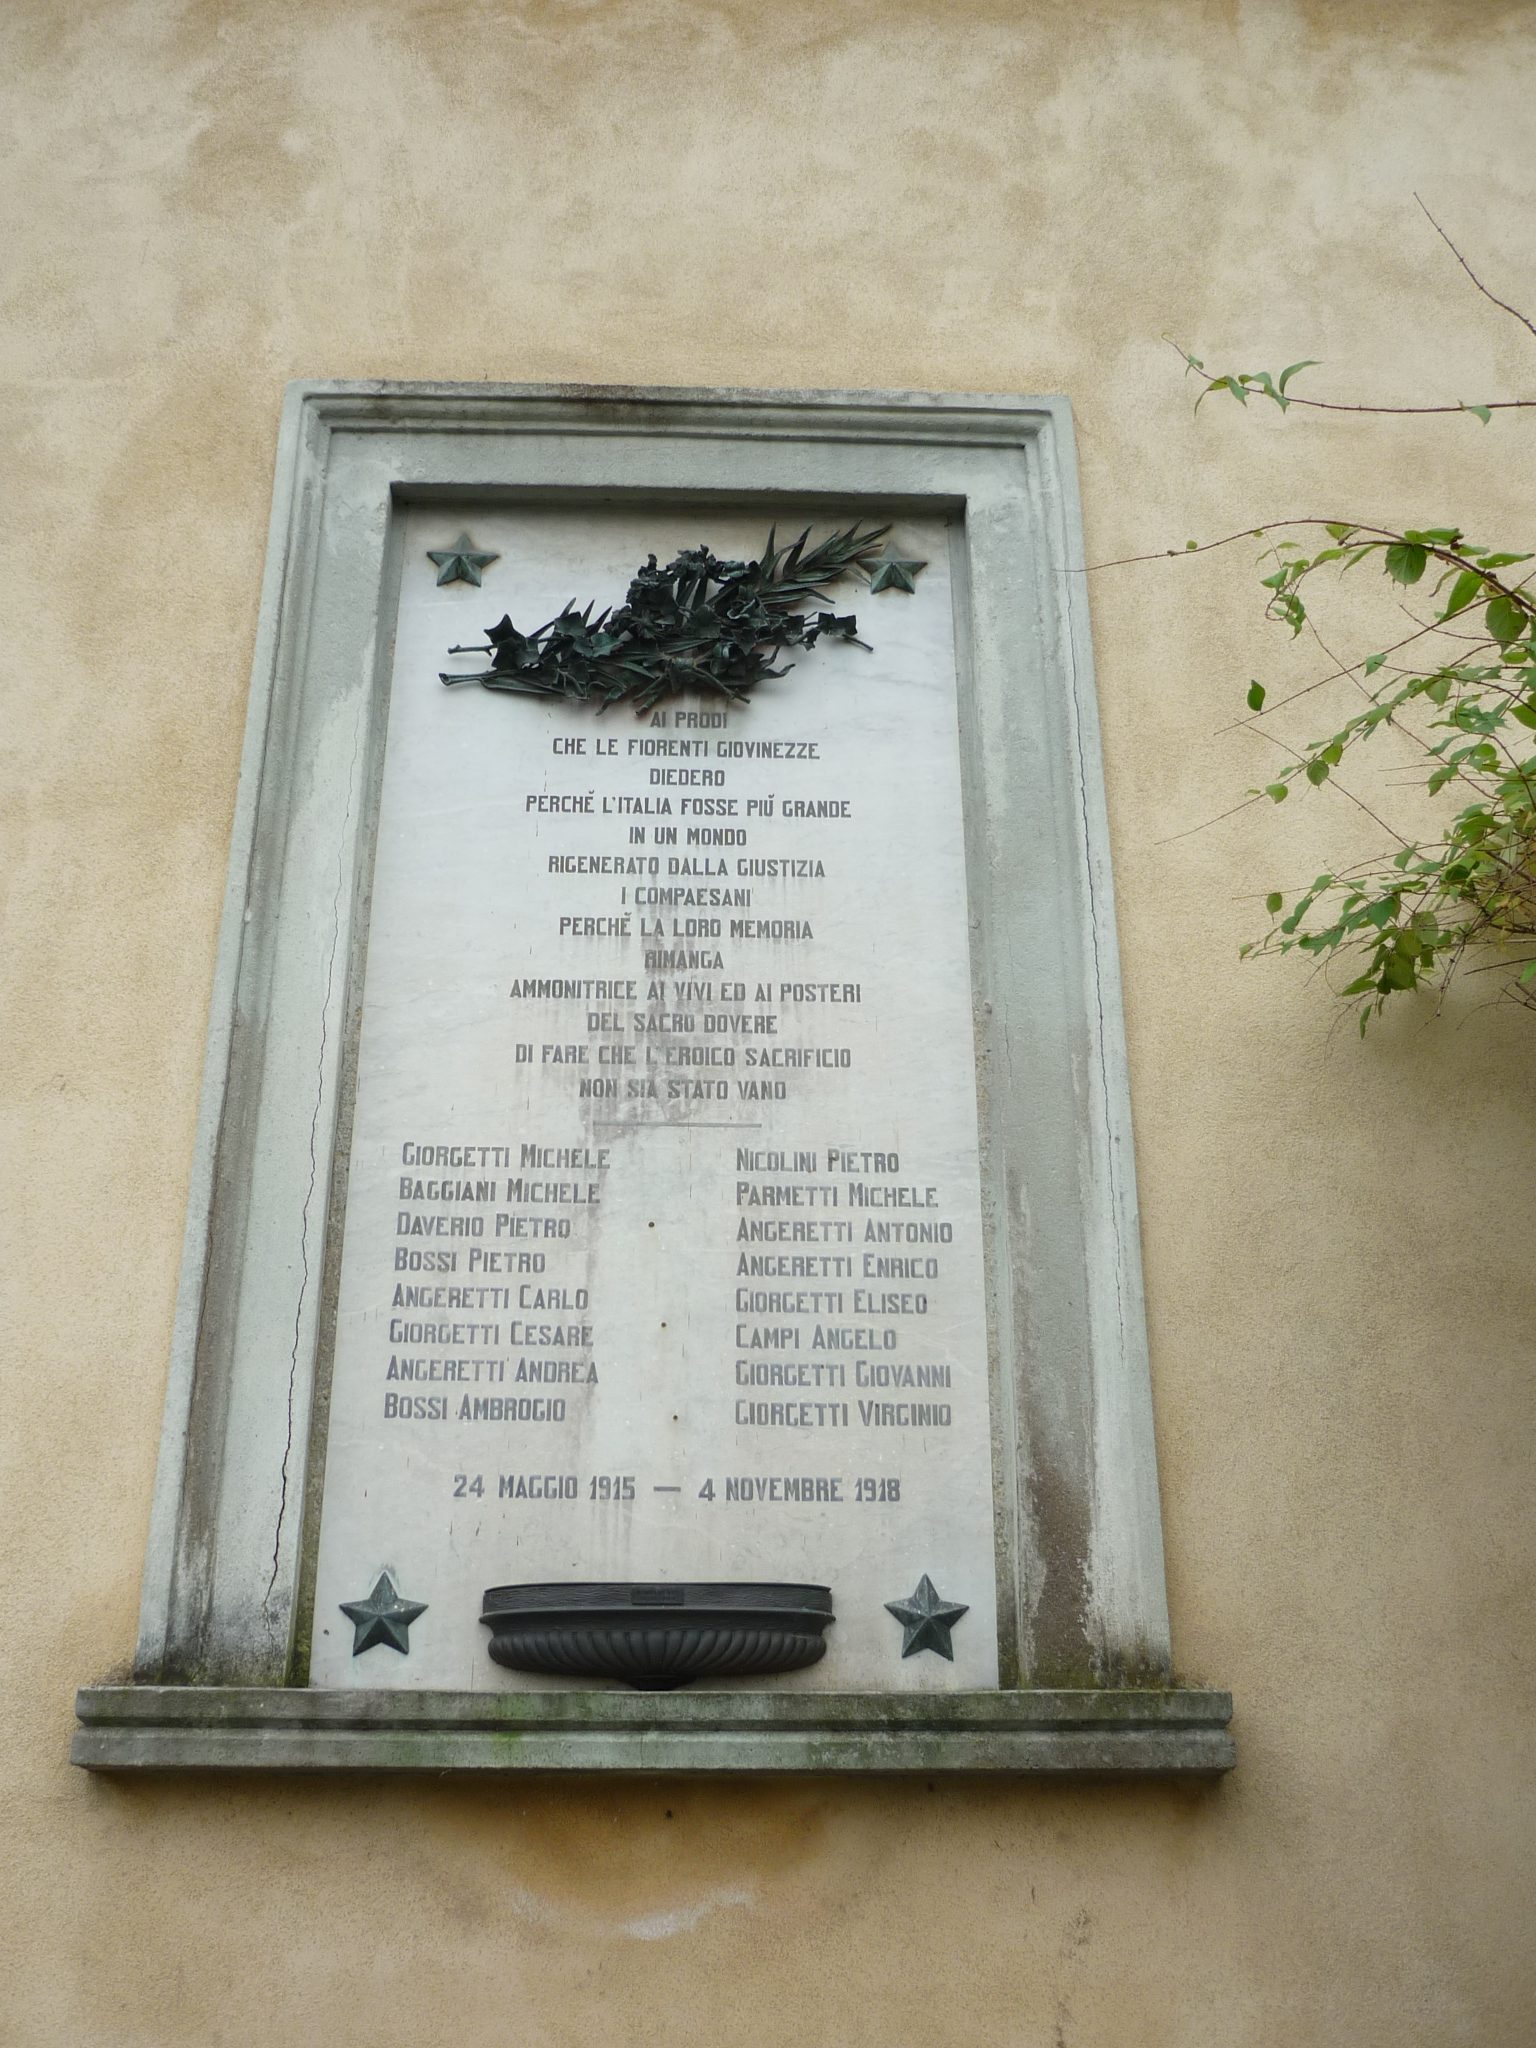 AI PRODI
CHE LE FIORENTI GIOVINEZZE
DIEDERO
PERCHĚ L'ITALIA FOSSE PIŬ GRANDE
IN UN MONDO
RIGENERATO DALLA GIUSTIZIA
I COMPAESANI
PERCHĚ LA LORO MEMORIA
RIMANGA
AMMONITRICE AI VIVI ED AI POSTERI
DEL SACRO DOVERE
DI FARE CHE L'EROICO SACRIFICIO
NON SIA STATO VANO
GIORGETTI MICHELE
BAGGIANI MICHELE
DAVERIO PIETRO
BOSSI PIETRO
ANGERETTI CARLO
GIORGETTI CESARE
ANGERETTI ANDREA
BOSSI AMBROGIO
NICOLINI PIETRO
PARMETTI MICHELE
ANGERETTI ANTONIO
ANGERETTI ENRICO
GIORGETTI ELISEO
CAMPI ANGELO
GIORGETTI GIOVANNI
GIORGETTI VIRGINIO
24 MAGGIO 1915 — 4 NOVEMBRE 1918